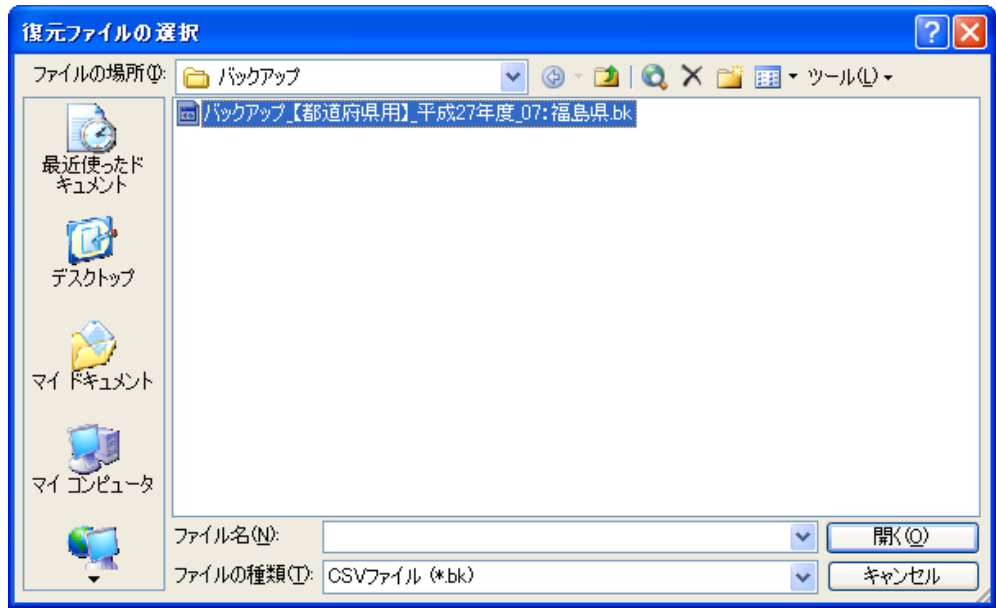 復元ファイルの選択
ファイルの場所(I): バックアップ ツール(L)
バックアップ_【都道府県用】_平成27年度_07:福島県.bk
最近使ったド
キュメント
デスクトップ
マイ ドキュメント
マイ コンピュータ
ファイル名(N): 開く(O)
ファイルの種類(T): CSVファイル (*.bk) キャンセル